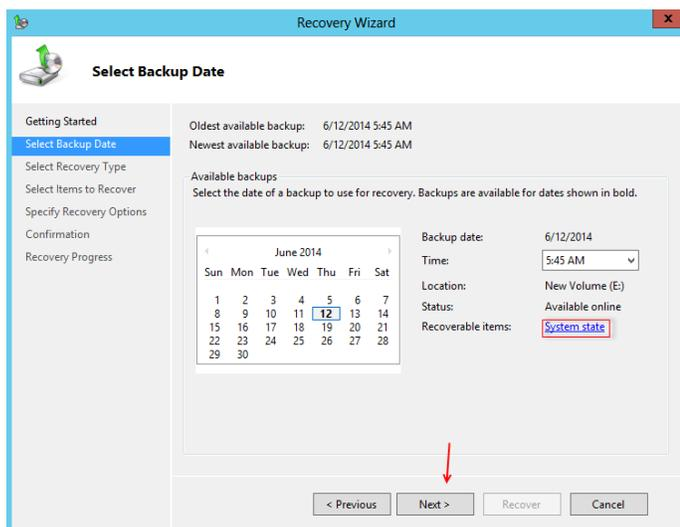 Recovery Wizard
x
Select Backup Date
Getting Started
Select Backup Date
Select Recovery Type
Select Items to Recover
Specify Recovery Options
Confirmation
Recovery Progress
Oldest available backup: 6/12/2014 5:45 AM
Newest available backup: 6/12/2014 5:45 AM
Available backups
Select the date of a backup to use for recovery. Backups are available for dates shown in bold.
June 2014
Sun Mon Tue Wed Thu Fri Sat
1 2 3 4 5 6 7
8 9 10 11 12 13 14
15 16 17 18 19 20 21
22 23 24 25 26 27 28
29 30
Backup date: 6/12/2014
Time: 5:45 AM
Location: New Volume (E:)
Status: Available online
Recoverable items: System state
< Previous
Next >
Recover
Cancel